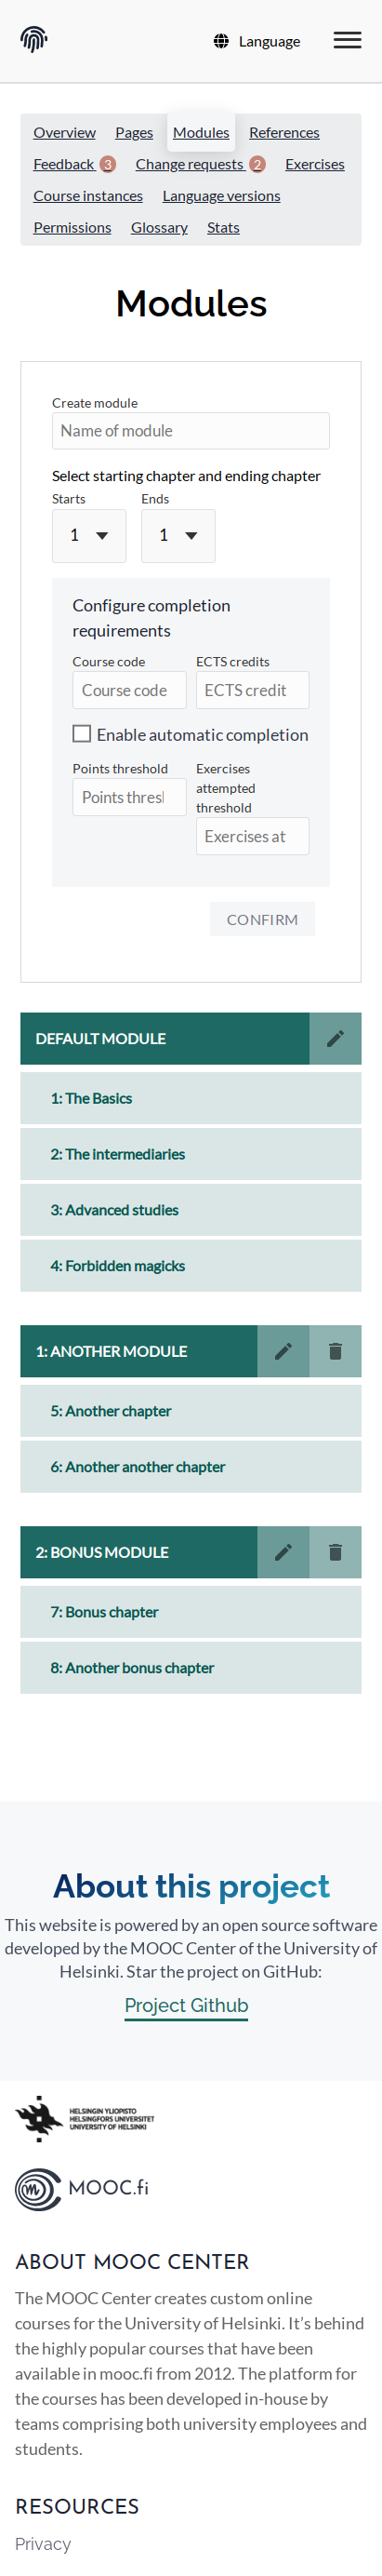 Language
Overview Pages Modules References
Feedback 3 Change requests 2 Exercises
Course instances Language versions
Permissions Glossary Stats
Modules
Create module
Name of module
Select starting chapter and ending chapter
Starts Ends
1 1
Configure completion
requirements
Course code ECTS credits
Course code ECTS credit
Enable automatic completion
Points threshold Exercises
attempted
threshold
Points thres
Exercises at
CONFIRM
DEFAULT MODULE
1: The Basics
2: The intermediaries
3: Advanced studies
4: Forbidden magicks
1: ANOTHER MODULE
5: Another chapter
6: Another another chapter
2: BONUS MODULE
7: Bonus chapter
8: Another bonus chapter
About this project
This website is powered by an open source software
developed by the MOOC Center of the University of
Helsinki. Star the project on GitHub:
Project Github
HELSINGIN YLIOPISTO
HELSINGFORS UNIVERSITET
UNIVERSITY OF HELSINKI
MOOC.fi
ABOUT MOOC CENTER
The MOOC Center creates custom online
courses for the University of Helsinki. It’s behind
the highly popular courses that have been
available in mooc.fi from 2012. The platform for
the courses has been developed in-house by
teams comprising both university employees and
students.
RESOURCES
Privacy